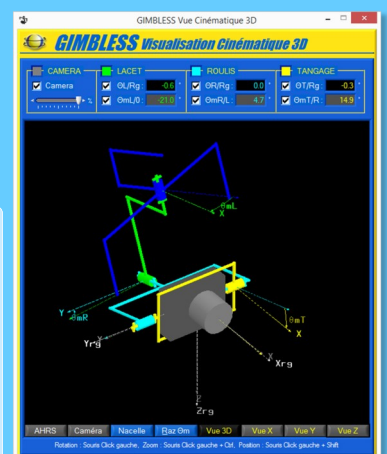 GIMBLESS Vue Cinématique 3D
GIMBLESS Visualisation Cinématique 3D
CAMERA LACET ROULIS TANGAGE
Camera ΘL/Rg -0.6 ° ΘR/Rg 0.0 ° ΘT/Rg -0.3 °
- + % ΘmL/0 -21.0 ° ΘmR/L 4.7 ° ΘmT/R 14.9 °
ΘmL
X
Y
ΘmR
ΘmT
X
Yrg Y
X
Xrg
Z
Zrg
AHRS Caméra Nacelle Raz Θm Vue 3D Vue X Vue Y Vue Z
Rotation : Souris Click gauche, Zoom : Souris Click gauche + Ctrl, Position : Souris Click gauche + Shift